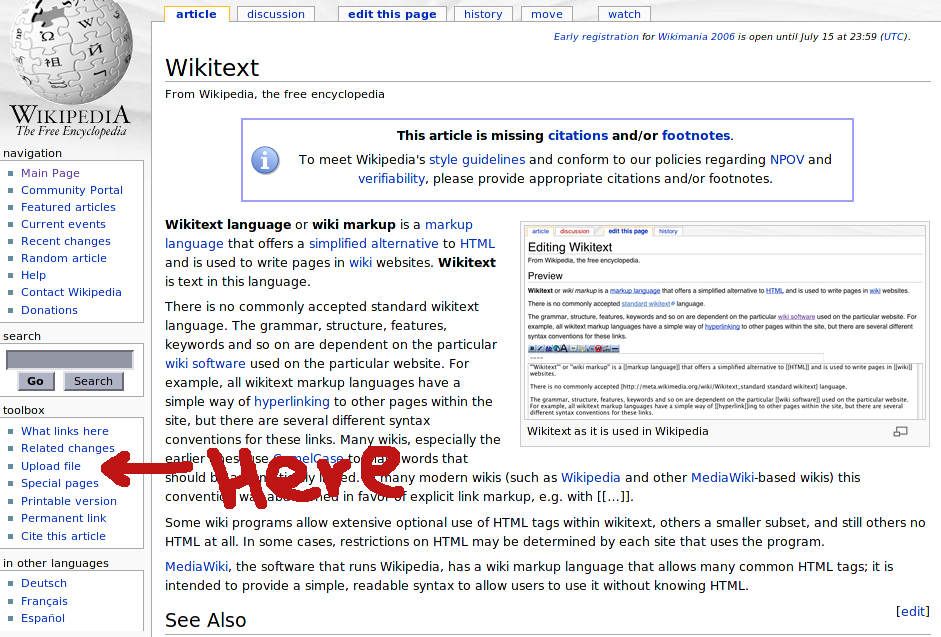 article discussion edit this page history move watch
Early registration for Wikimania 2006 is open until July 15 at 23:59 (UTC).
Ω
W
И
祖
WIKIPEDIA
The Free Encyclopedia
navigation
Main Page
Community Portal
Featured articles
Current events
Recent changes
Random article
Help
Contact Wikipedia
Donations
search
Go Search
toolbox
What links here
Related changes
Upload file
Special pages
Printable version
Permanent link
Cite this article
in other languages
Deutsch
Français
Español
Wikitext
From Wikipedia, the free encyclopedia
This article is missing citations and/or footnotes.
To meet Wikipedia's style guidelines and conform to our policies regarding NPOV and
verifiability, please provide appropriate citations and/or footnotes.
Wikitext language or wiki markup is a markup
language that offers a simplified alternative to HTML
and is used to write pages in wiki websites. Wikitext
is text in this language.
There is no commonly accepted standard wikitext
language. The grammar, structure, features,
keywords and so on are dependent on the particular
wiki software used on the particular website. For
example, all wikitext markup languages have a
simple way of hyperlinking to other pages within the
site, but there are several different syntax
conventions for these links. Many wikis, especially the
earlier ones, use CamelCase to mark words that
should be automatically linked. In many modern wikis (such as Wikipedia and other MediaWiki-based wikis) this
convention was abandoned in favor of explicit link markup, e.g. with [[...]].
Here
article discussion edit this page history
Editing Wikitext
From Wikipedia, the free encyclopedia.
Preview
Wikitext or wiki markup is a markup language that offers a simplified alternative to HTML and is used to write pages in wiki websites.
There is no commonly accepted standard wikitext language.
The grammar, structure, features, keywords and so on are dependent on the particular wiki software used on the particular website. For
example, all wikitext markup languages have a simple way of hyperlinking to other pages within the site, but there are several different
syntax conventions for these links.
----
'''Wikitext''' or ''wiki markup'' is a [[markup language]] that offers a simplified alternative to [[HTML]] and is used to write pages in [[wiki]]
websites.
There is no commonly accepted [http://meta.wikimedia.org/wiki/Wikitext_standard standard wikitext] language.
The grammar, structure, features, keywords and so on are dependent on the particular [[wiki software]] used on the particular website. For
example, all wikitext markup languages have a simple way of [[hyperlink]]ing to other pages within the site, but there are several
different syntax conventions for these links.
Wikitext as it is used in Wikipedia
Some wiki programs allow extensive optional use of HTML tags within wikitext, others a smaller subset, and still others no
HTML at all. In some cases, restrictions on HTML may be determined by each site that uses the program.
MediaWiki, the software that runs Wikipedia, has a wiki markup language that allows many common HTML tags; it is
intended to provide a simple, readable syntax to allow users to use it without knowing HTML.
See Also
[edit]